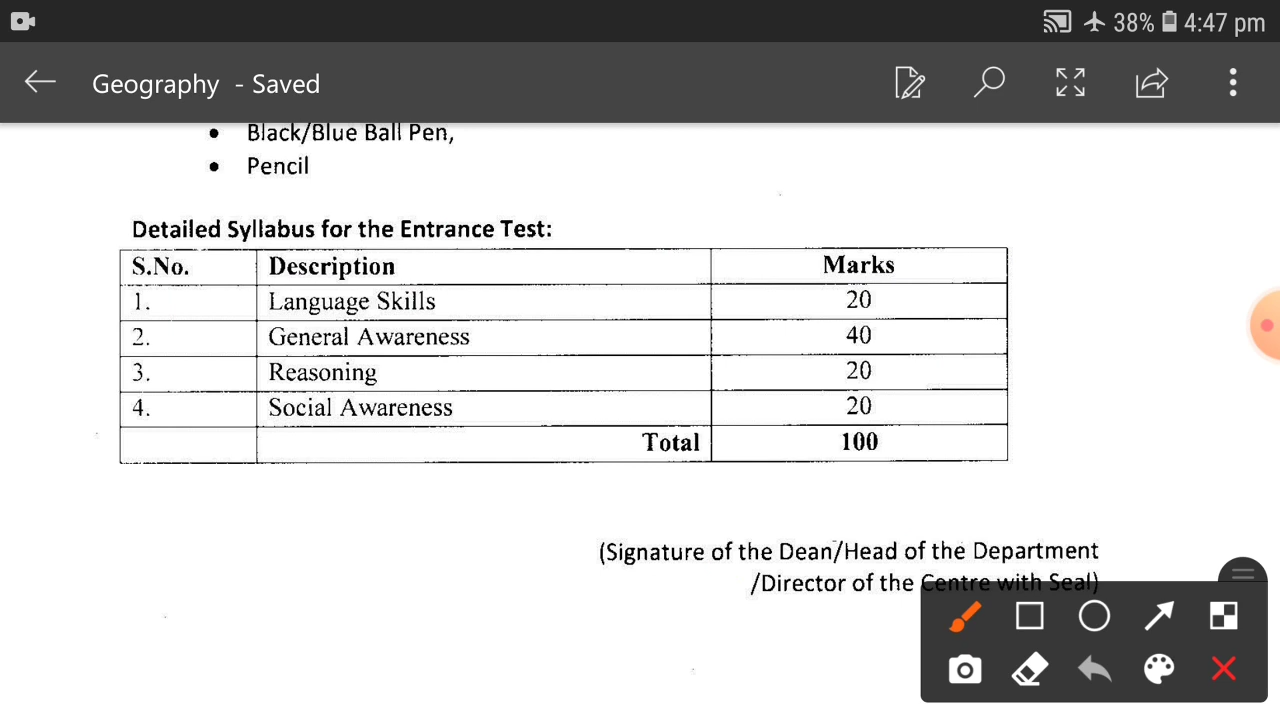 38% 4:47 pm
Geography - Saved
• Black/Blue Ball Pen,
• Pencil
Detailed Syllabus for the Entrance Test:
S.No. Description Marks
1. Language Skills 20
2. General Awareness 40
3. Reasoning 20
4. Social Awareness 20
Total 100
(Signature of the Dean/Head of the Department
/Director of the Centre with Seal)